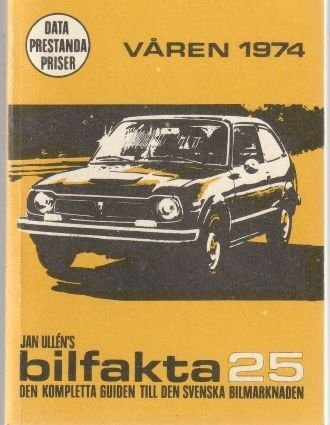 DATA
PRESTANDA
PRISER
VÅREN 1974
JAN ULLÉN'S
bilfakta 25
DEN KOMPLETTA GUIDEN TILL DEN SVENSKA BILMARKNADEN